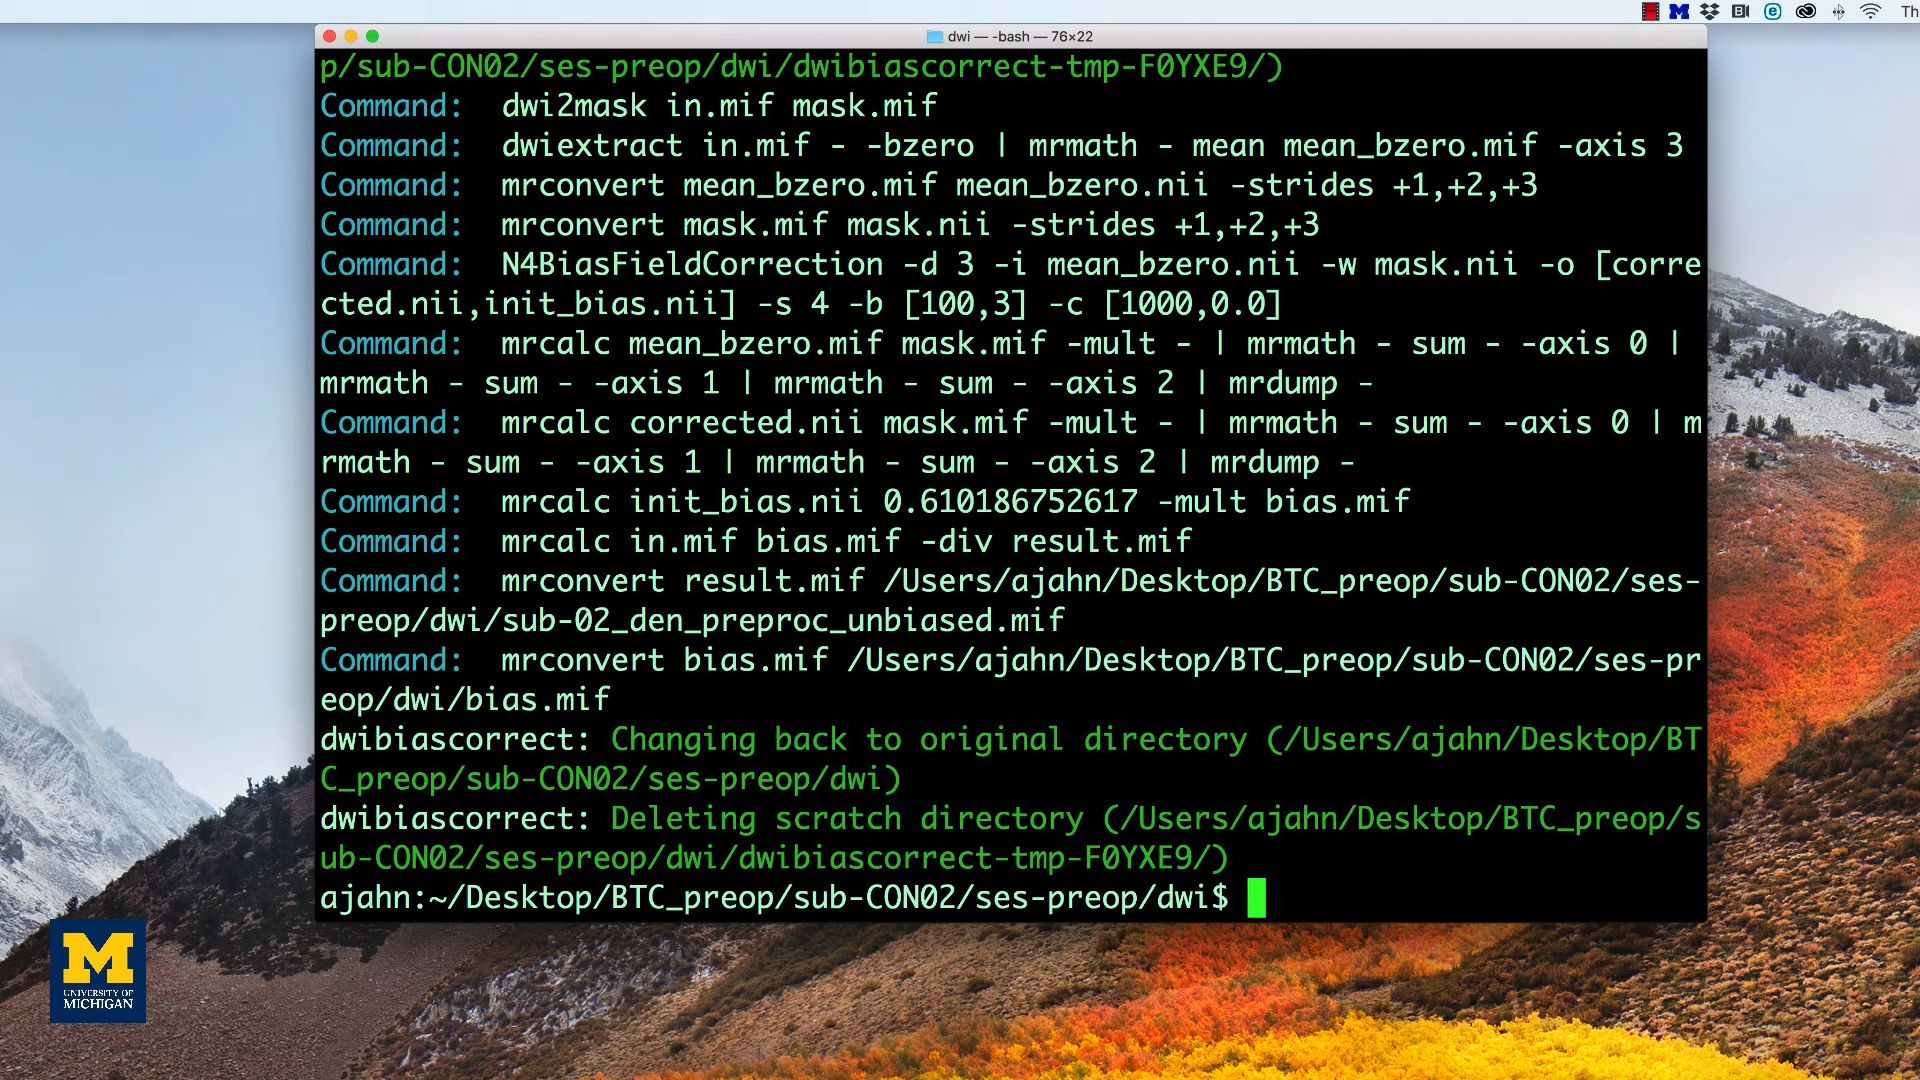 Th
dwi — -bash — 76×22
p/sub-CON02/ses-preop/dwi/dwibiascorrect-tmp-F0YXE9/)
Command:  dwi2mask in.mif mask.mif
Command:  dwiextract in.mif - -bzero | mrmath - mean mean_bzero.mif -axis 3
Command:  mrconvert mean_bzero.mif mean_bzero.nii -strides +1,+2,+3
Command:  mrconvert mask.mif mask.nii -strides +1,+2,+3
Command:  N4BiasFieldCorrection -d 3 -i mean_bzero.nii -w mask.nii -o [corre
cted.nii,init_bias.nii] -s 4 -b [100,3] -c [1000,0.0]
Command:  mrcalc mean_bzero.mif mask.mif -mult - | mrmath - sum - -axis 0 |
mrmath - sum - -axis 1 | mrmath - sum - -axis 2 | mrdump -
Command:  mrcalc corrected.nii mask.mif -mult - | mrmath - sum - -axis 0 | m
rmath - sum - -axis 1 | mrmath - sum - -axis 2 | mrdump -
Command:  mrcalc init_bias.nii 0.610186752617 -mult bias.mif
Command:  mrcalc in.mif bias.mif -div result.mif
Command:  mrconvert result.mif /Users/ajahn/Desktop/BTC_preop/sub-CON02/ses-
preop/dwi/sub-02_den_preproc_unbiased.mif
Command:  mrconvert bias.mif /Users/ajahn/Desktop/BTC_preop/sub-CON02/ses-pr
eop/dwi/bias.mif
dwibiascorrect: Changing back to original directory (/Users/ajahn/Desktop/BT
C_preop/sub-CON02/ses-preop/dwi)
dwibiascorrect: Deleting scratch directory (/Users/ajahn/Desktop/BTC_preop/s
ub-CON02/ses-preop/dwi/dwibiascorrect-tmp-F0YXE9/)
ajahn:~/Desktop/BTC_preop/sub-CON02/ses-preop/dwi$
M
UNIVERSITY OF
MICHIGAN